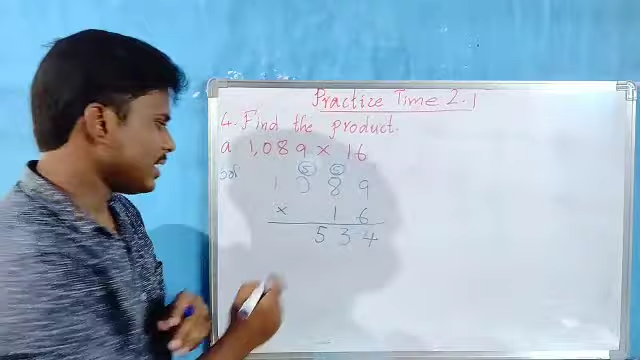 Practice Time 2.1
4. Find the product.
a 1,089 × 16
Sol
5 5
1 0 8 9
× 1 6
5 3 4